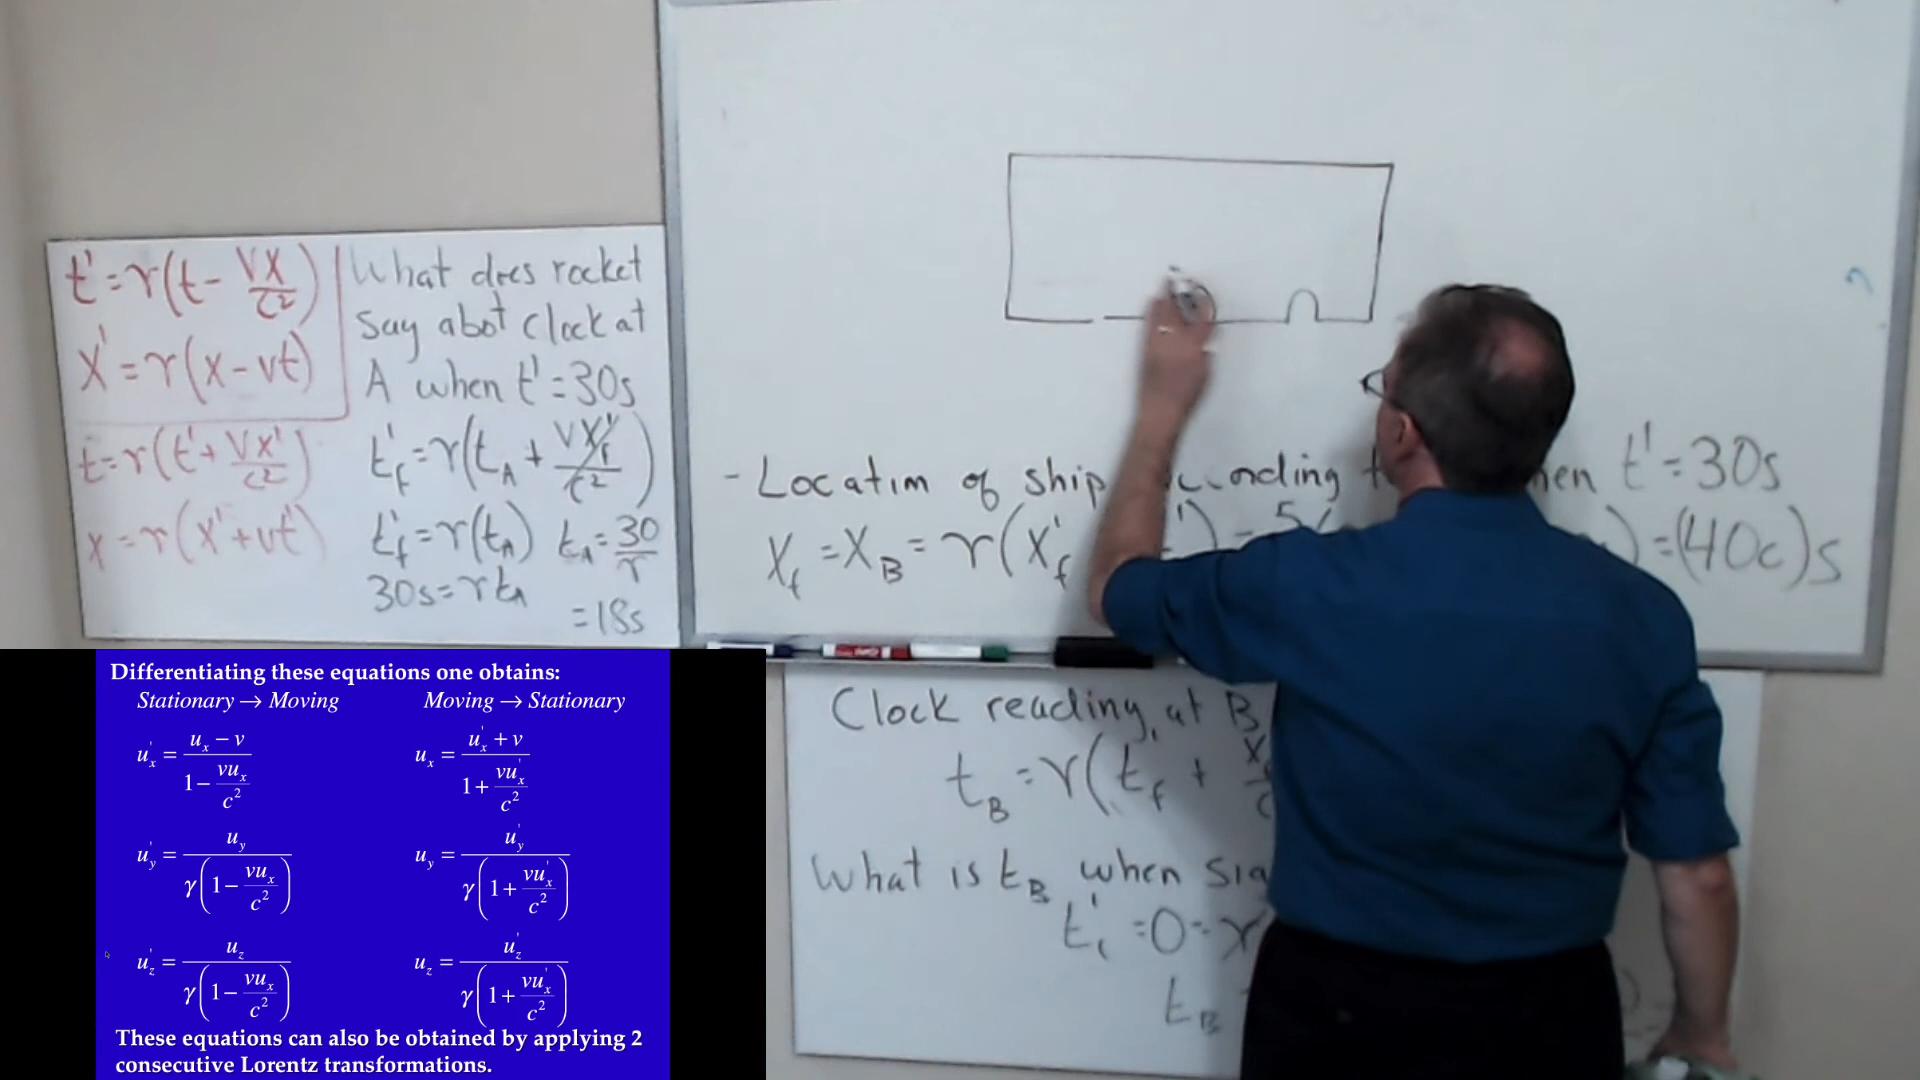 t'=γ(t-VX/c²)
X'=γ(x-vt)
t=γ(t'+Vx'/c²)
x=γ(x'+vt')
What does rocket
say abot clock at
A when t'=30s
t'f=γ(tA+VX'f/c²)
t'f=γ(tA) tA=30/γ
30s=γtA
=18s
-Locatim of ship t'=30s
Xf=XB=γ(X'f =(40c)s
Clock reading at B
tB=γ(t'f+
What is tB when
t'i=0=γ
tB
Differentiating these equations one obtains:
Stationary → Moving Moving → Stationary
u'x = (ux - v)/(1 - vux/c²) ux = (u'x + v)/(1 + vu'x/c²)
u'y = uy/γ(1 - vux/c²) uy = u'y/γ(1 + vu'x/c²)
u'z = uz/γ(1 - vux/c²) uz = u'z/γ(1 + vu'x/c²)
These equations can also be obtained by applying 2
consecutive Lorentz transformations.